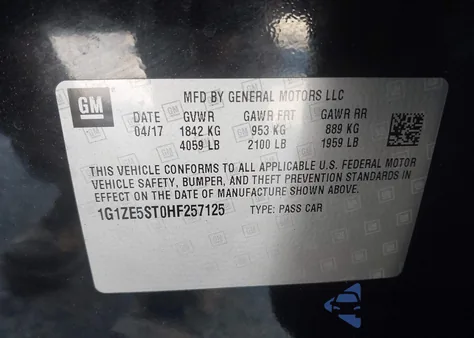 GM
MFD BY GENERAL MOTORS LLC
DATE GVWR GAWR FRT GAWR RR
04/17 1842 KG 953 KG 889 KG
4059 LB 2100 LB 1959 LB
THIS VEHICLE CONFORMS TO ALL APPLICABLE U.S. FEDERAL MOTOR
VEHICLE SAFETY, BUMPER, AND THEFT PREVENTION STANDARDS IN
EFFECT ON THE DATE OF MANUFACTURE SHOWN ABOVE.
1G1ZE5ST0HF257125 TYPE: PASS CAR